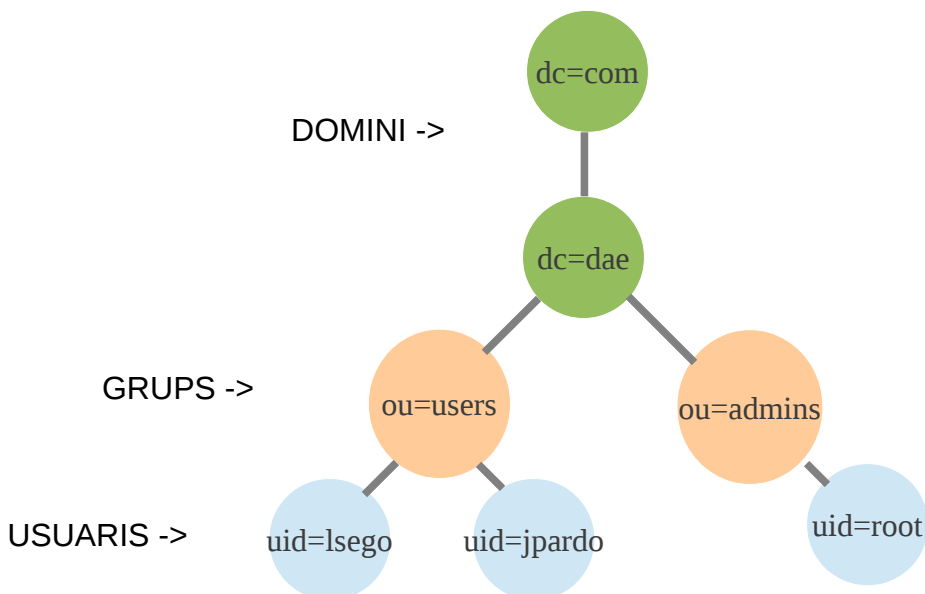 dc=com
DOMINI ->
dc=dae
GRUPS ->
ou=users
ou=admins
USUARIS ->
uid=lsego
uid=jpardo
uid=root